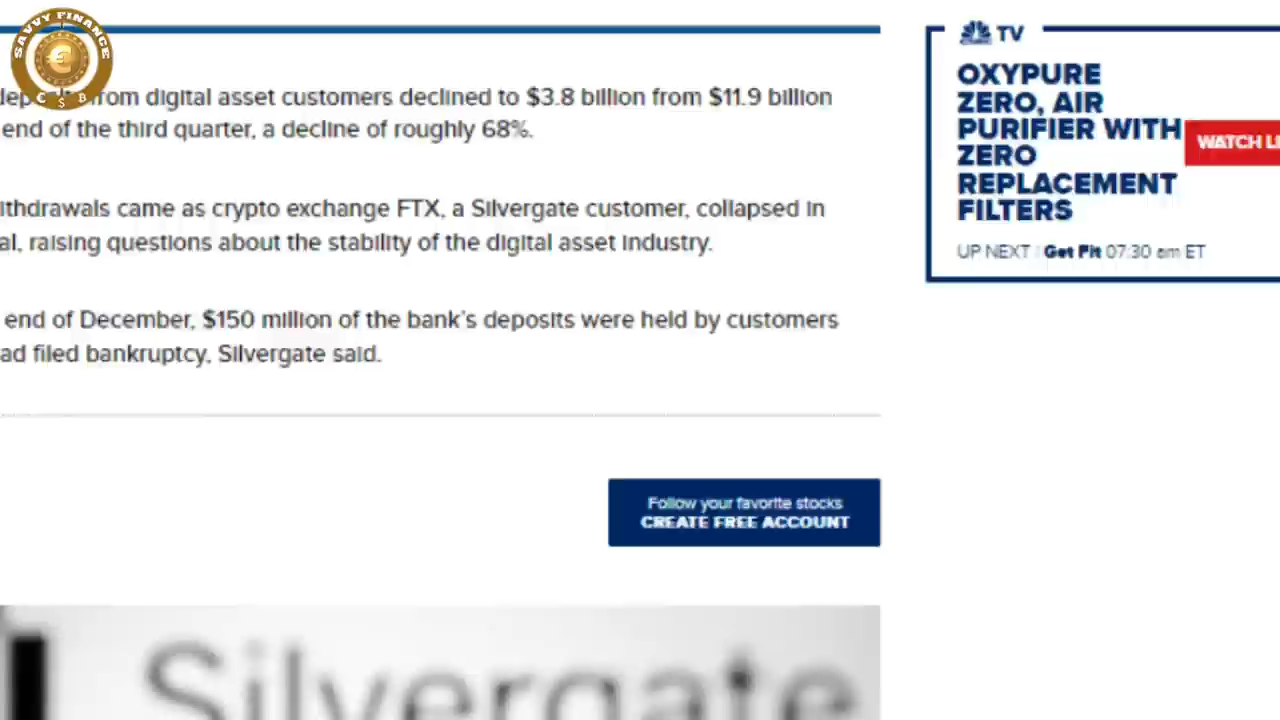 SAVVY FINANCE
€ $ B
from digital asset customers declined to $3.8 billion from $11.9 billion
end of the third quarter, a decline of roughly 68%.
ithdrawals came as crypto exchange FTX, a Silvergate customer, collapsed in
al, raising questions about the stability of the digital asset industry.
end of December, $150 million of the bank's deposits were held by customers
ad filed bankruptcy, Silvergate said.
Follow your favorite stocks
CREATE FREE ACCOUNT
Silvergate
TV
OXYPURE
ZERO, AIR
PURIFIER WITH
ZERO
REPLACEMENT
FILTERS
WATCH LI
UP NEXT | Get Fit 07:30 am ET